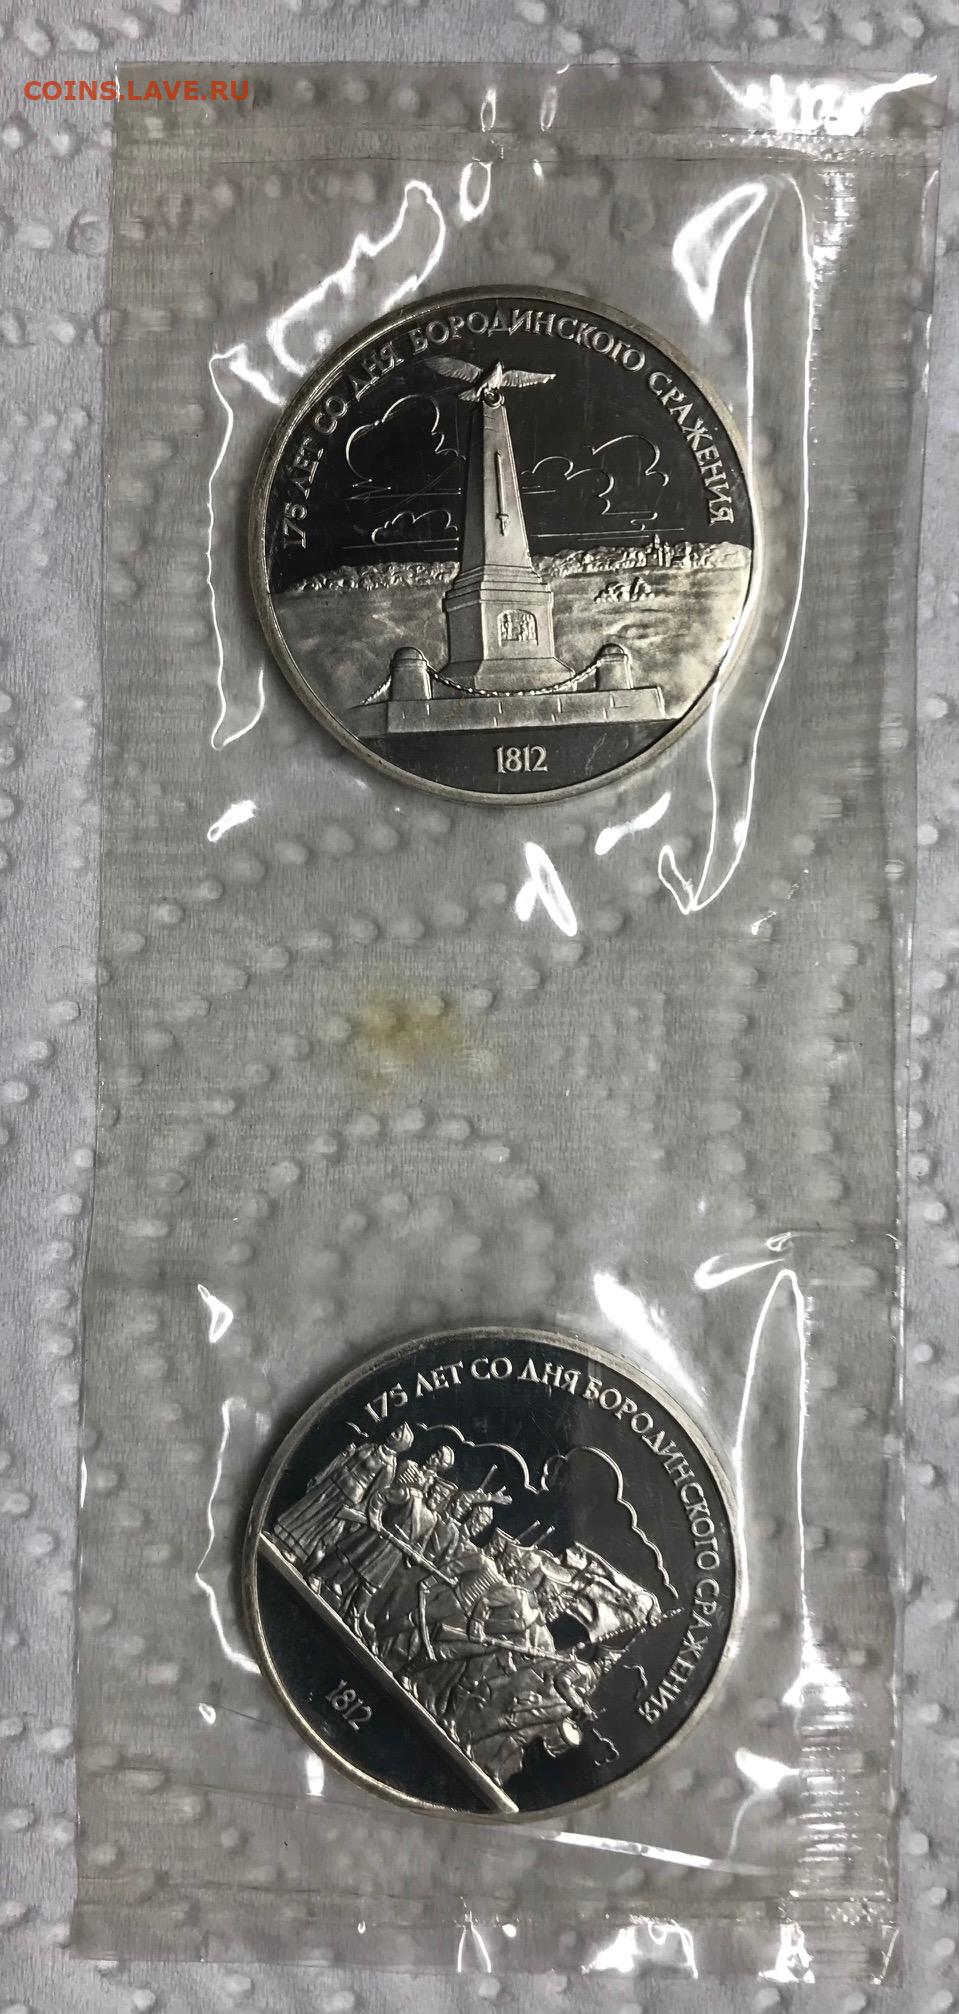 COINS.LAVE.RU
175 ЛЕТ СО ДНЯ БОРОДИНСКОГО СРАЖЕНИЯ
1812
175 ЛЕТ СО ДНЯ БОРОДИНСКОГО СРАЖЕНИЯ
1812